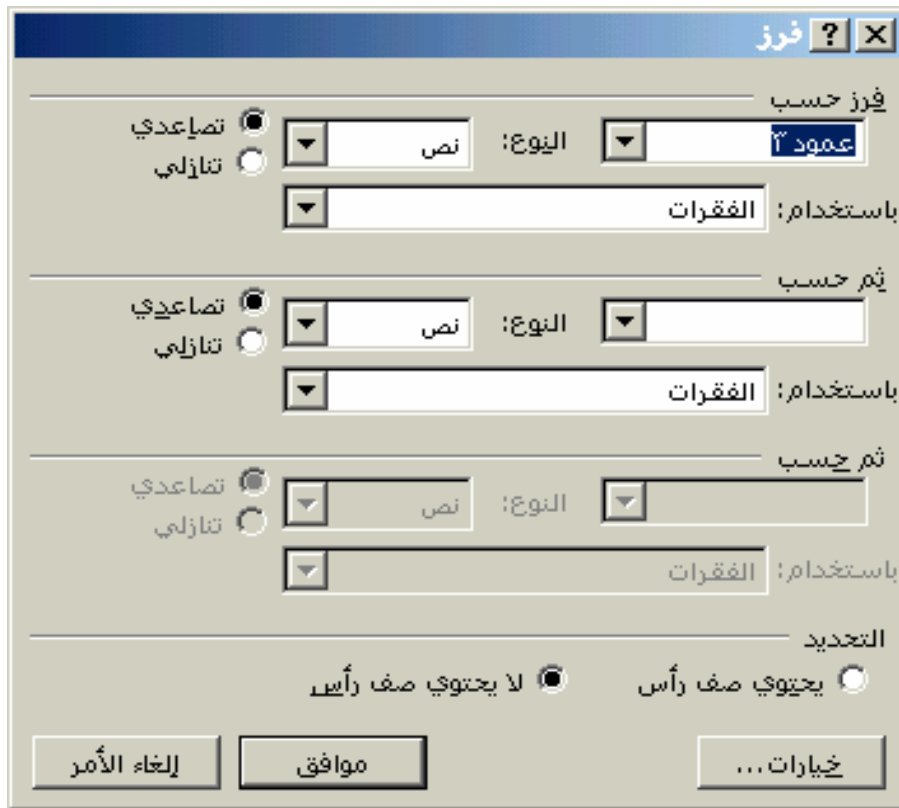 فرز
فرز حسب
عمود ٢ النوع: نص تصاعدي
تنازلي
باستخدام: الفقرات
ثم حسب
النوع: نص تصاعدي
تنازلي
باستخدام: الفقرات
ثم حسب
النوع: نص تصاعدي
تنازلي
باستخدام: الفقرات
التحديد
يحتوي صف رأس لا يحتوي صف رأس
خيارات... موافق إلغاء الأمر